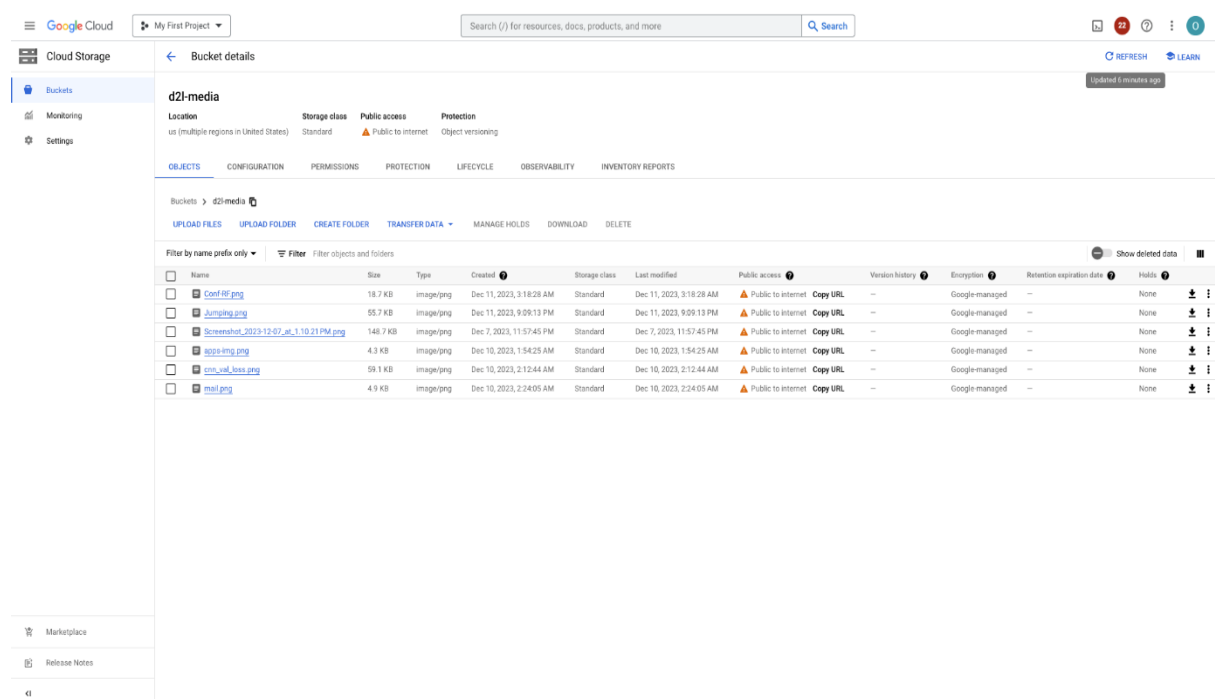 Google Cloud My First Project Search (/) for resources, docs, products, and more Search 22 O
Cloud Storage Bucket details REFRESH LEARN
Updated 6 minutes ago
Buckets
Monitoring
Settings
d2l-media
Location Storage class Public access Protection
us (multiple regions in United States) Standard Public to internet Object versioning
OBJECTS CONFIGURATION PERMISSIONS PROTECTION LIFECYCLE OBSERVABILITY INVENTORY REPORTS
Buckets > d2l-media
UPLOAD FILES UPLOAD FOLDER CREATE FOLDER TRANSFER DATA MANAGE HOLDS DOWNLOAD DELETE
Filter by name prefix only Filter Filter objects and folders Show deleted data
Name Size Type Created Storage class Last modified Public access Version history Encryption Retention expiration date Holds
Conf-RF.png 18.7 KB image/png Dec 11, 2023, 3:18:28 AM Standard Dec 11, 2023, 3:18:28 AM Public to internet Copy URL — Google-managed — None
Jumping.png 55.7 KB image/png Dec 11, 2023, 9:09:13 PM Standard Dec 11, 2023, 9:09:13 PM Public to internet Copy URL — Google-managed — None
Screenshot_2023-12-07_at_1.10.21 PM.png 148.7 KB image/png Dec 7, 2023, 11:57:45 PM Standard Dec 7, 2023, 11:57:45 PM Public to internet Copy URL — Google-managed — None
apps-img.png 4.3 KB image/png Dec 10, 2023, 1:54:25 AM Standard Dec 10, 2023, 1:54:25 AM Public to internet Copy URL — Google-managed — None
cnn_val_loss.png 59.1 KB image/png Dec 10, 2023, 2:12:44 AM Standard Dec 10, 2023, 2:12:44 AM Public to internet Copy URL — Google-managed — None
mail.png 4.9 KB image/png Dec 10, 2023, 2:24:05 AM Standard Dec 10, 2023, 2:24:05 AM Public to internet Copy URL — Google-managed — None
Marketplace
Release Notes